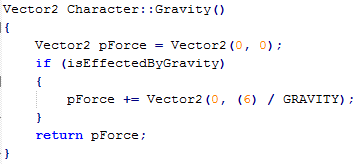 Vector2 Character::Gravity()
{
Vector2 pForce = Vector2(0, 0);
if (isEffectedByGravity)
{
pForce += Vector2(0, (6) / GRAVITY);
}
return pForce;
}